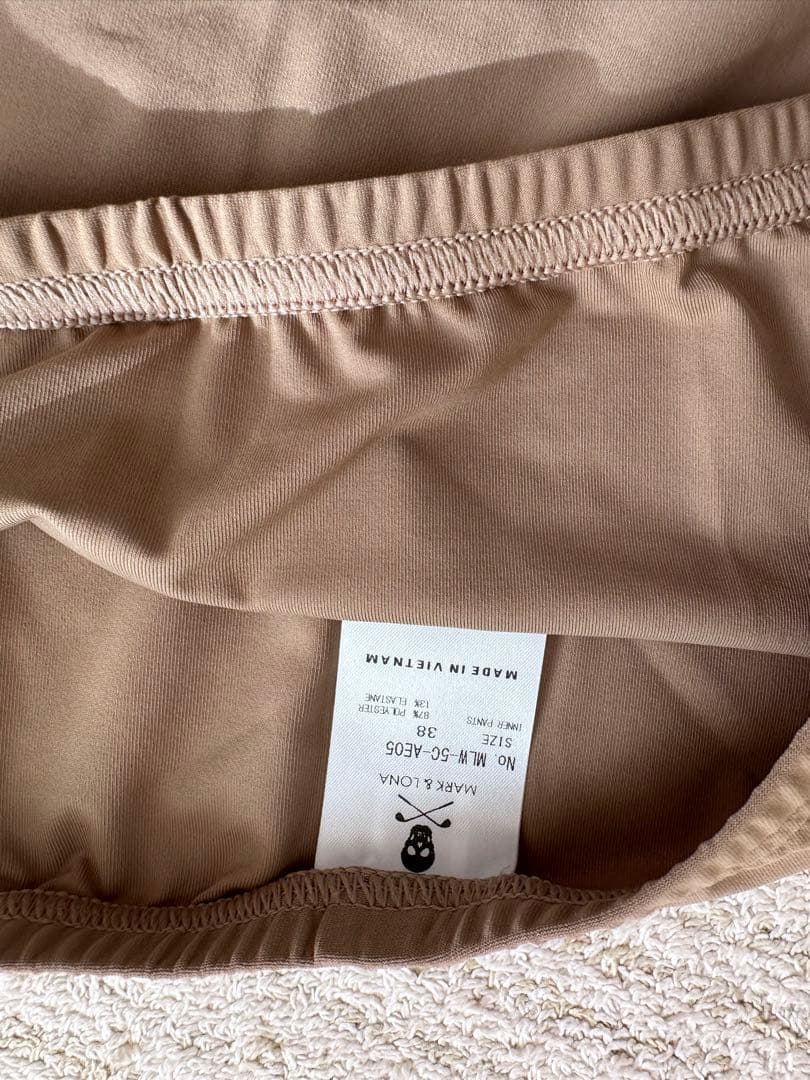 MARK & LONA
No. MLW-5C-AE05
SIZE 38
INNER PANTS 87% POLYESTER
13% ELASTANE
MADE IN VIETNAM